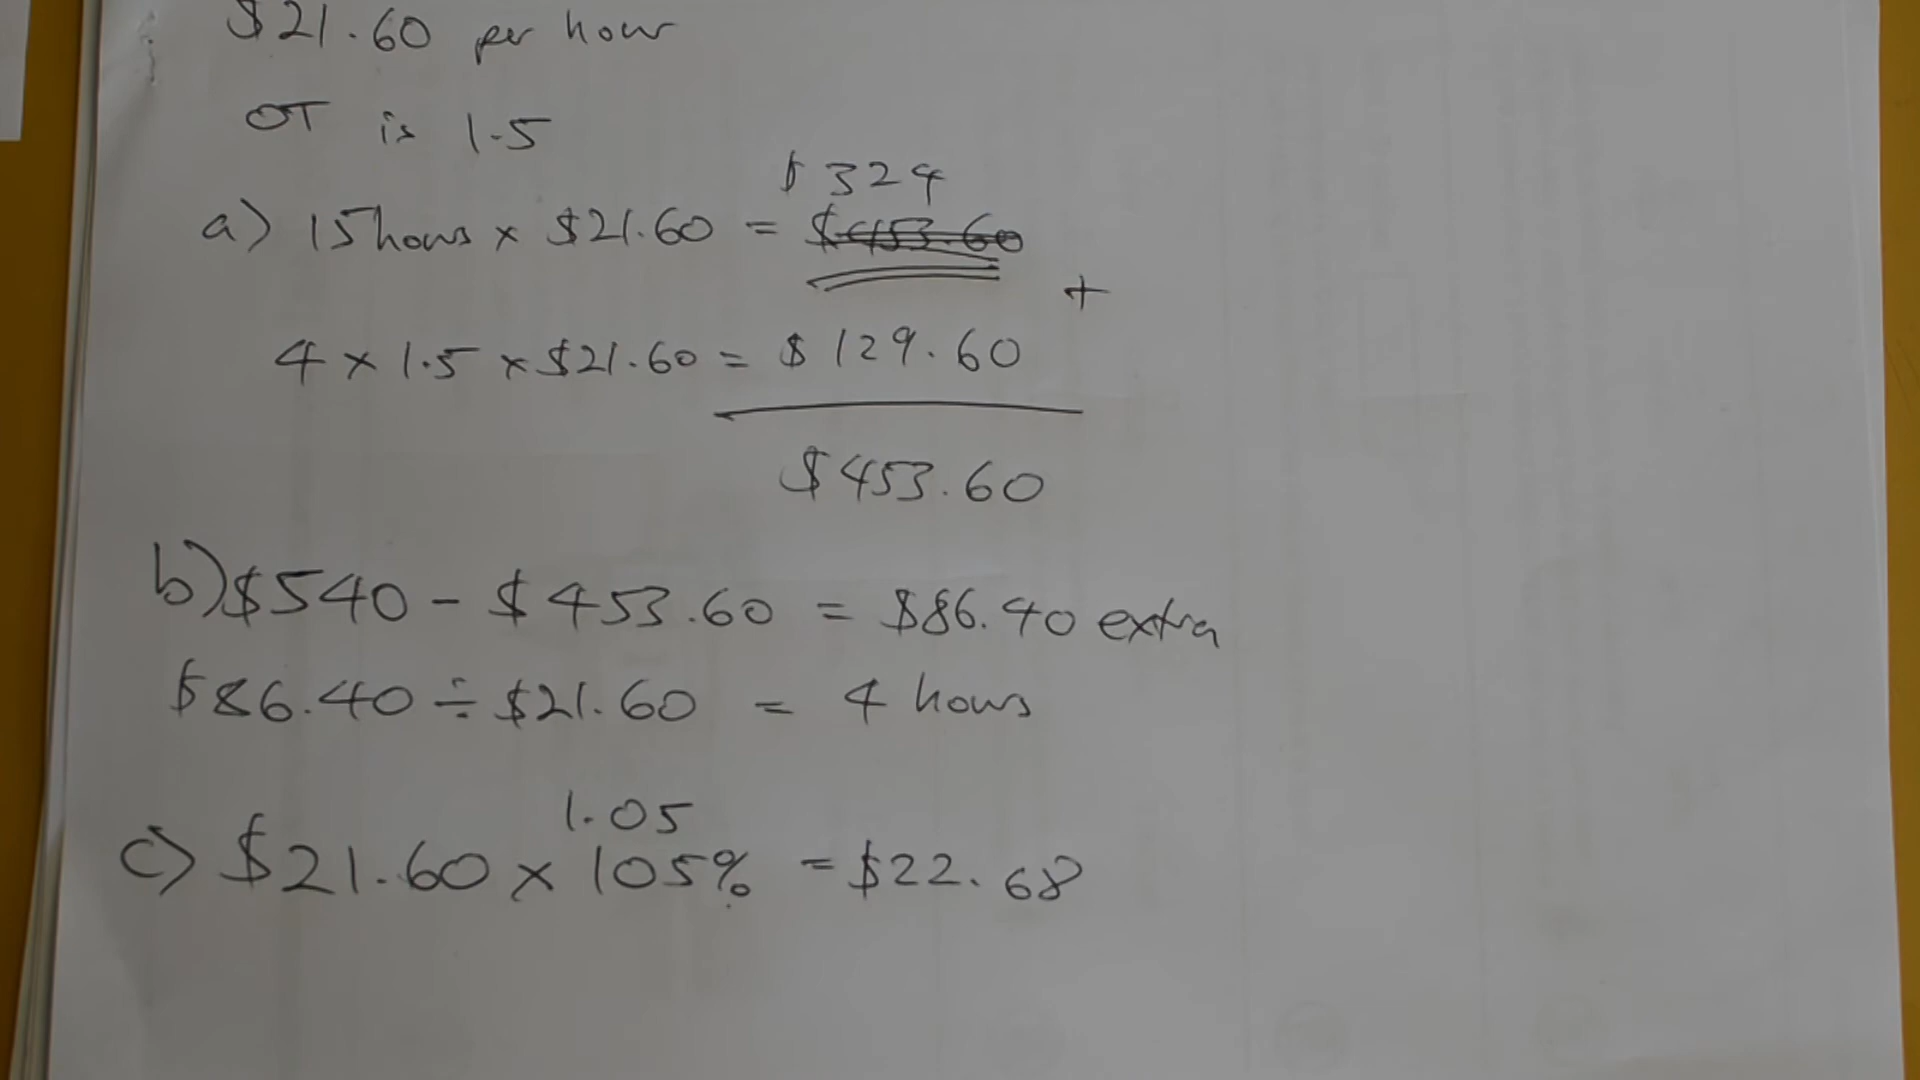 $21.60 per hour
OT is 1.5
$324
a) 15 hours × $21.60 = $453.60
+
4 × 1.5 × $21.60 = $129.60
$453.60
b) $540 - $453.60 = $86.40 extra
$86.40 ÷ $21.60 = 4 hours
1.05
c) $21.60 × 105% = $22.68